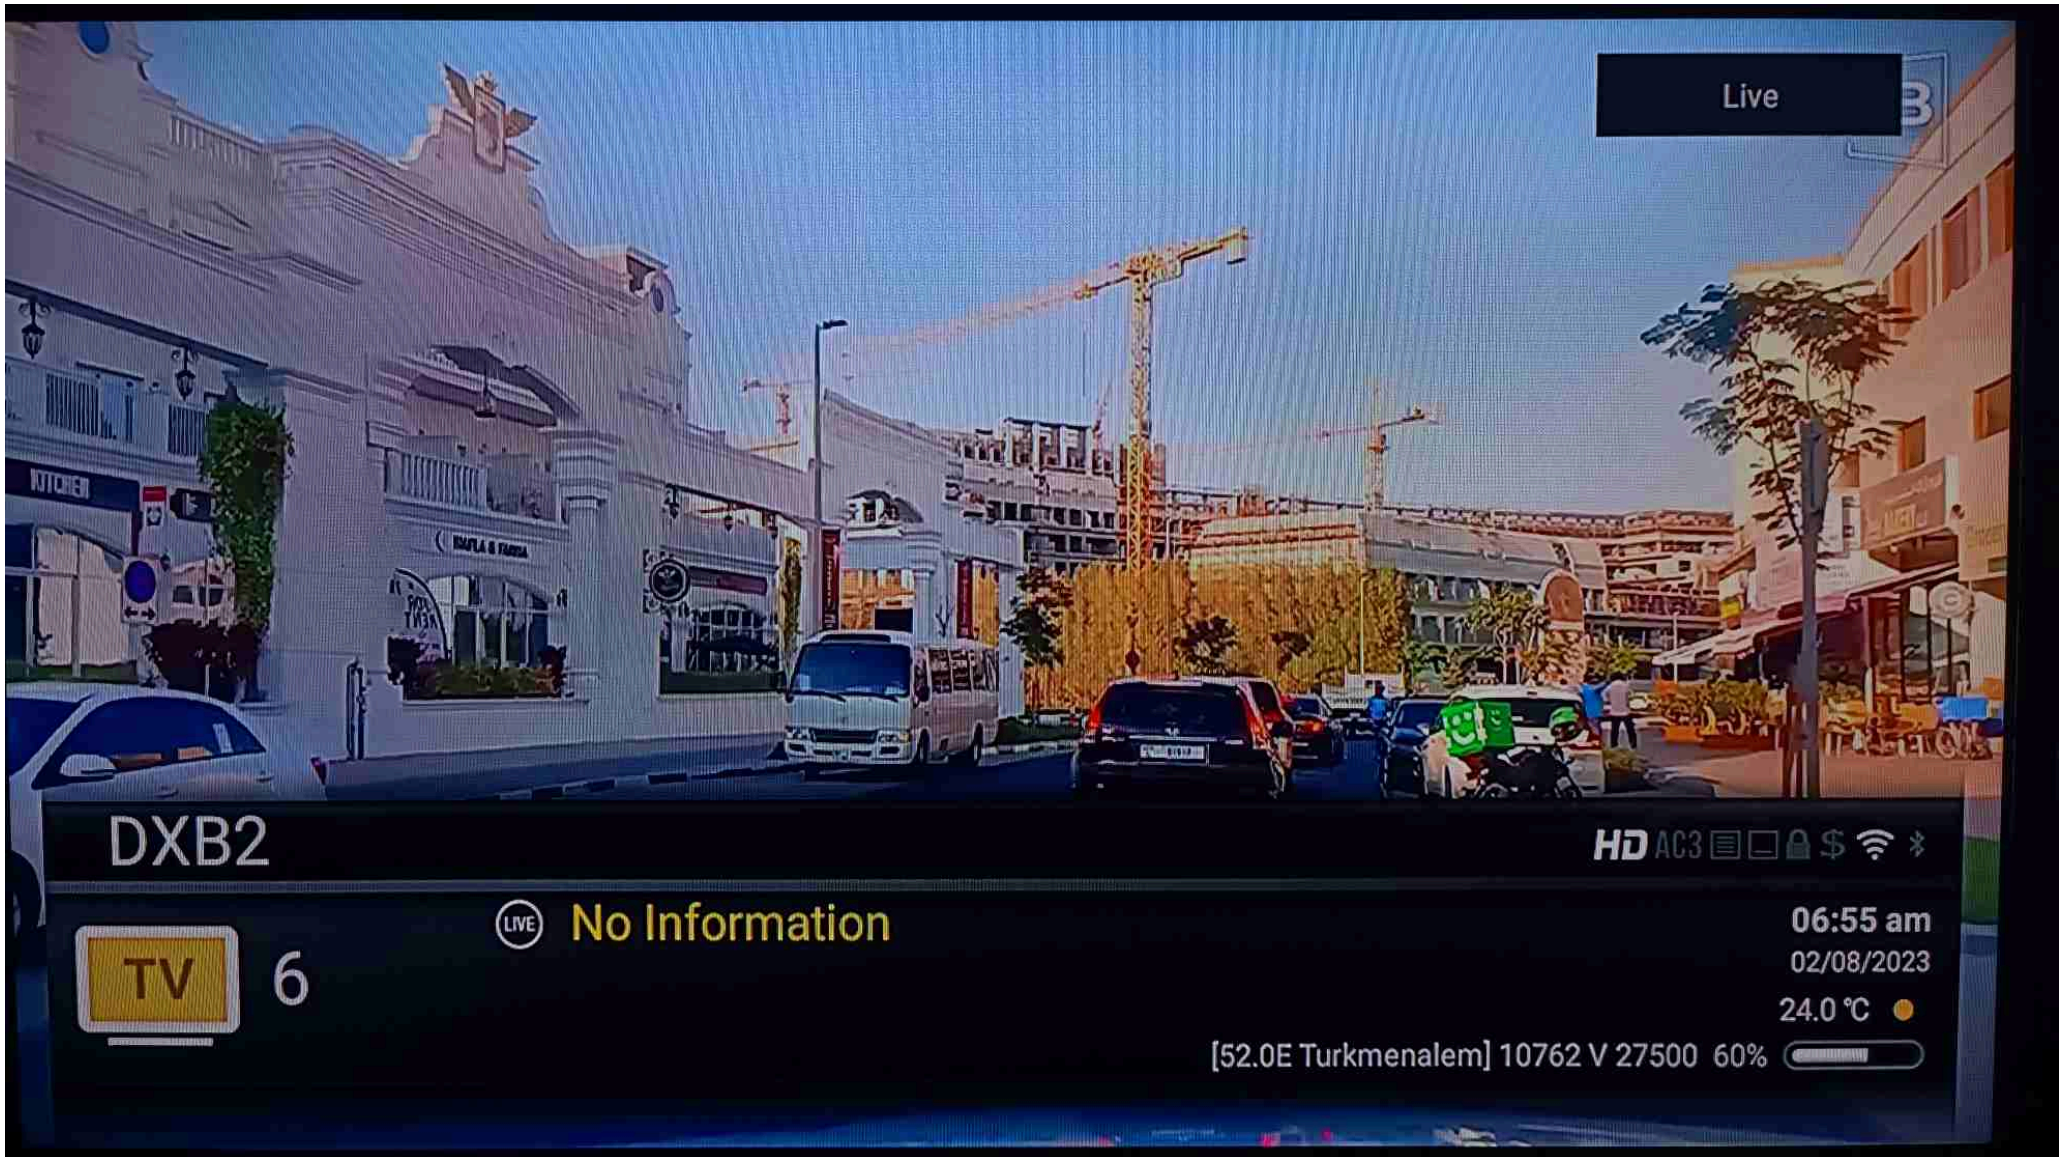 Live
B
KITCHEN
DXB2
HD AC3 $
LIVE No Information
06:55 am
TV 6
02/08/2023
24.0 °C
[52.0E Turkmenalem] 10762 V 27500 60%